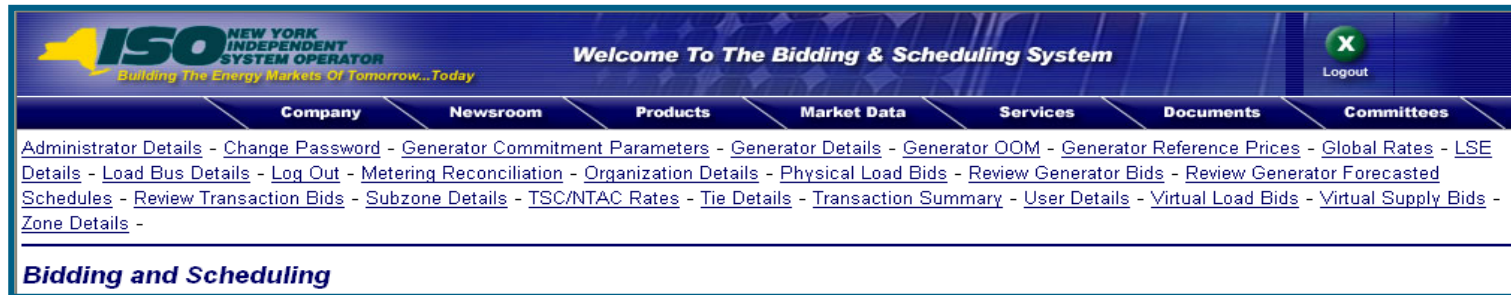 ISO NEW YORK
INDEPENDENT
SYSTEM OPERATOR
Building The Energy Markets Of Tomorrow...Today
Welcome To The Bidding & Scheduling System
X
Logout
Company Newsroom Products Market Data Services Documents Committees
Administrator Details - Change Password - Generator Commitment Parameters - Generator Details - Generator OOM - Generator Reference Prices - Global Rates - LSE
Details - Load Bus Details - Log Out - Metering Reconciliation - Organization Details - Physical Load Bids - Review Generator Bids - Review Generator Forecasted
Schedules - Review Transaction Bids - Subzone Details - TSC/NTAC Rates - Tie Details - Transaction Summary - User Details - Virtual Load Bids - Virtual Supply Bids -
Zone Details -
Bidding and Scheduling